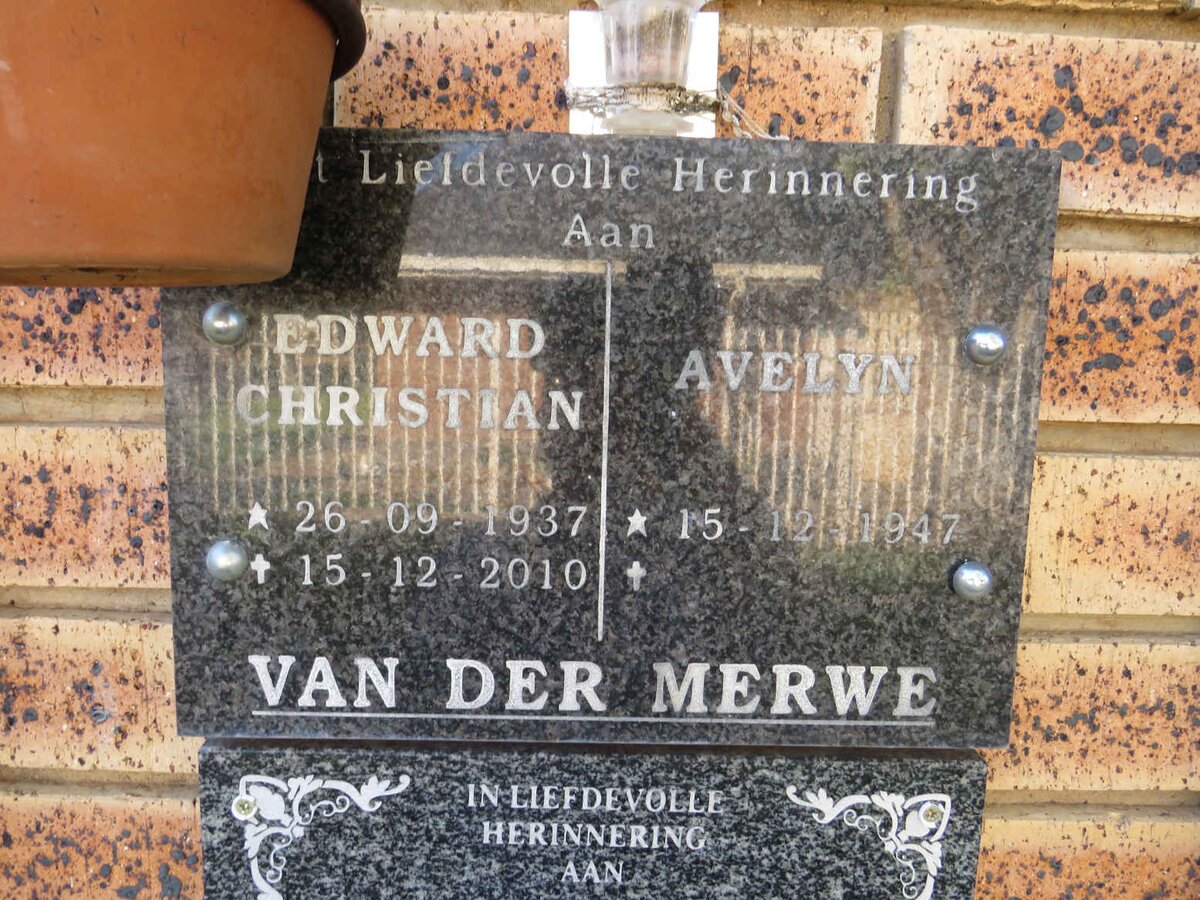 Liefdevolle Herinnering
Aan
EDWARD
CHRISTIAN
26 - 09 - 1937
15 - 12 - 2010
AVELYN
15 - 12 - 1947
VAN DER MERWE
IN LIEFDEVOLLE
HERINNERING
AAN